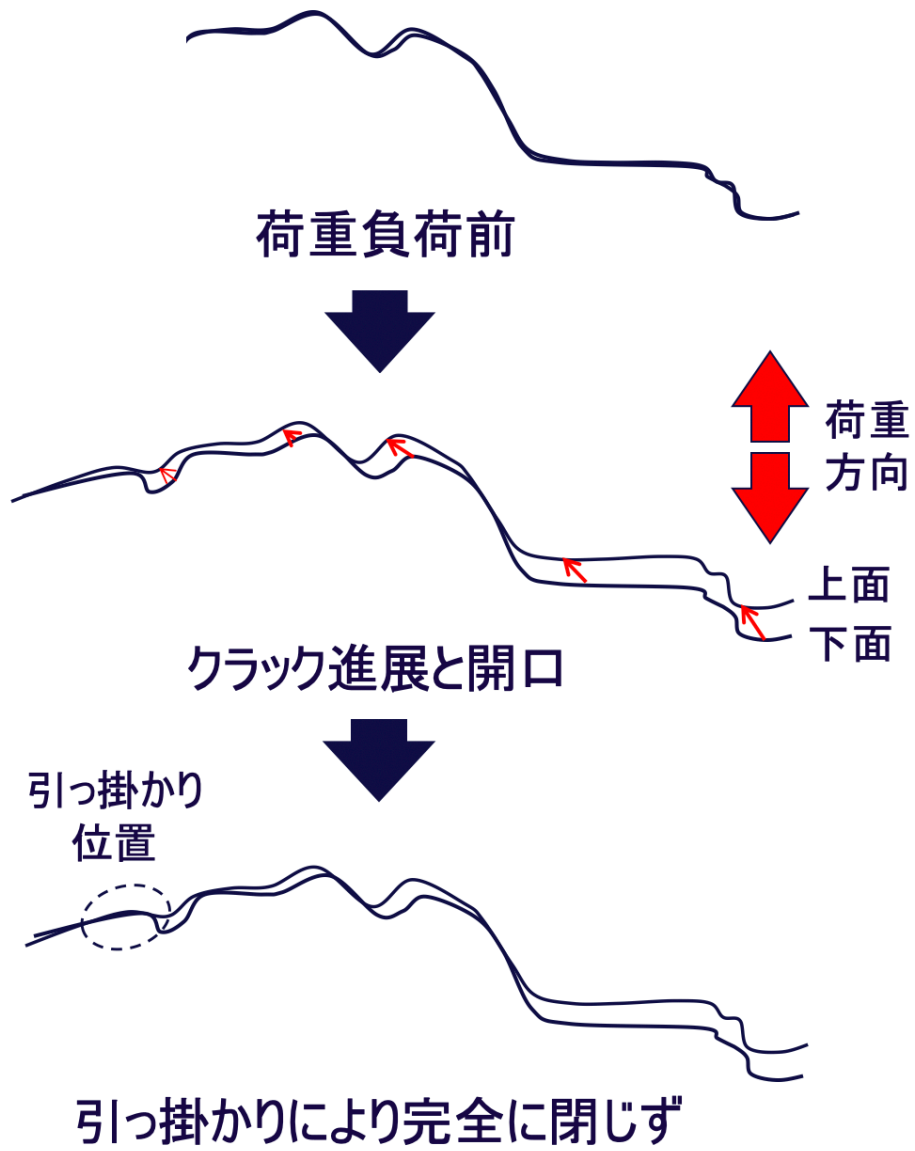 荷重負荷前
荷重
方向
上面
下面
クラック進展と開口
引っ掛かり
位置
引っ掛かりにより完全に閉じず